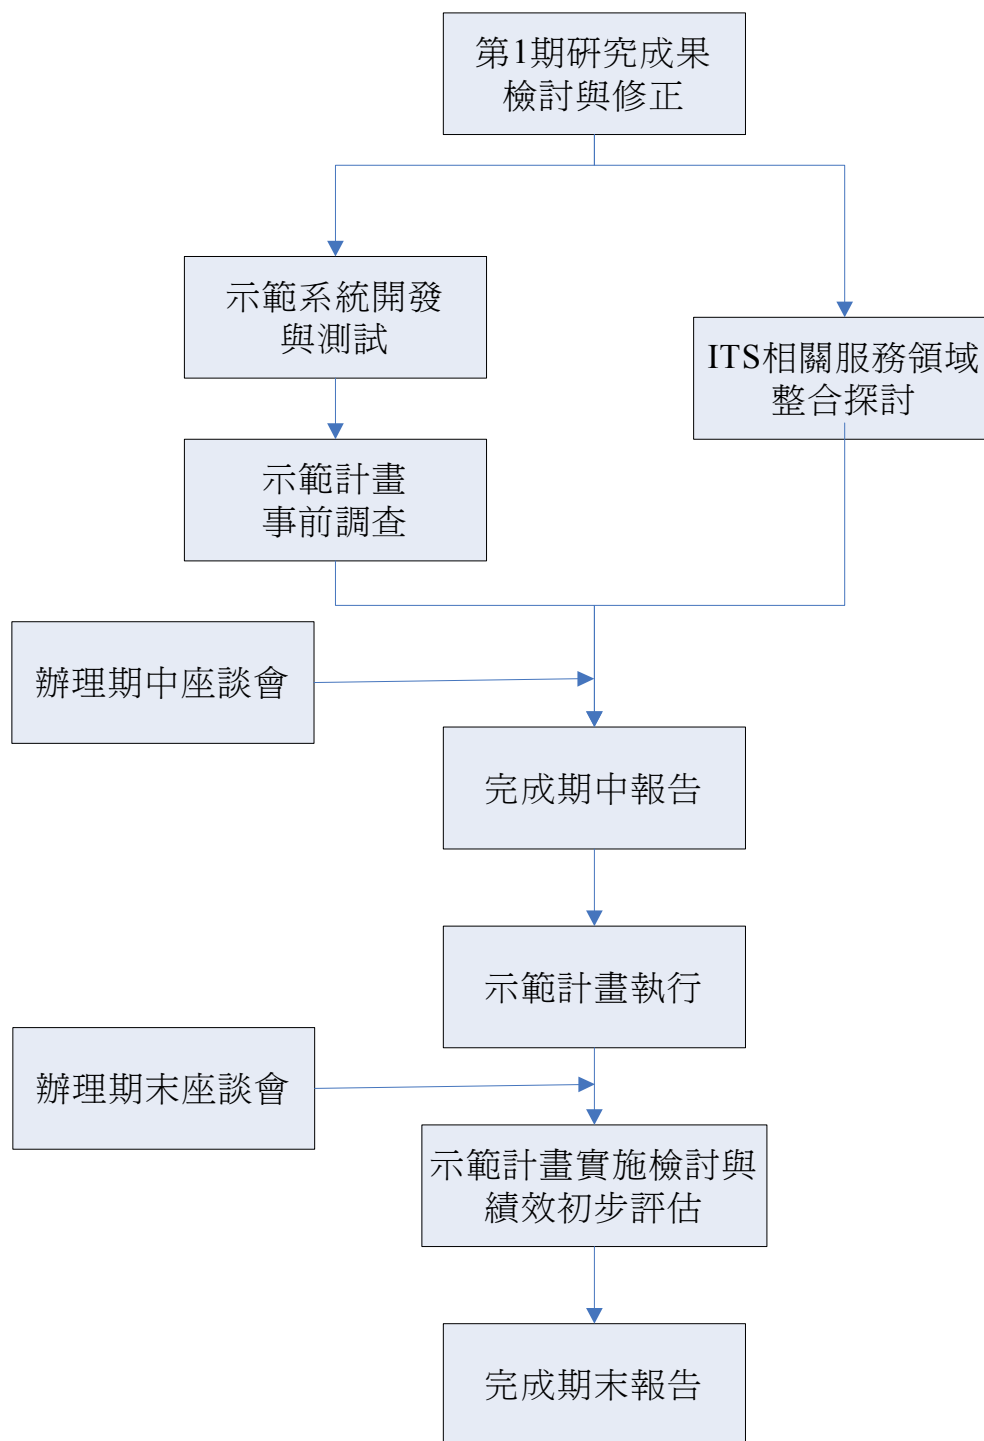 第1期研究成果
檢討與修正
示範系統開發
與測試
ITS相關服務領域
整合探討
示範計畫
事前調查
辦理期中座談會
完成期中報告
示範計畫執行
辦理期末座談會
示範計畫實施檢討與
績效初步評估
完成期末報告